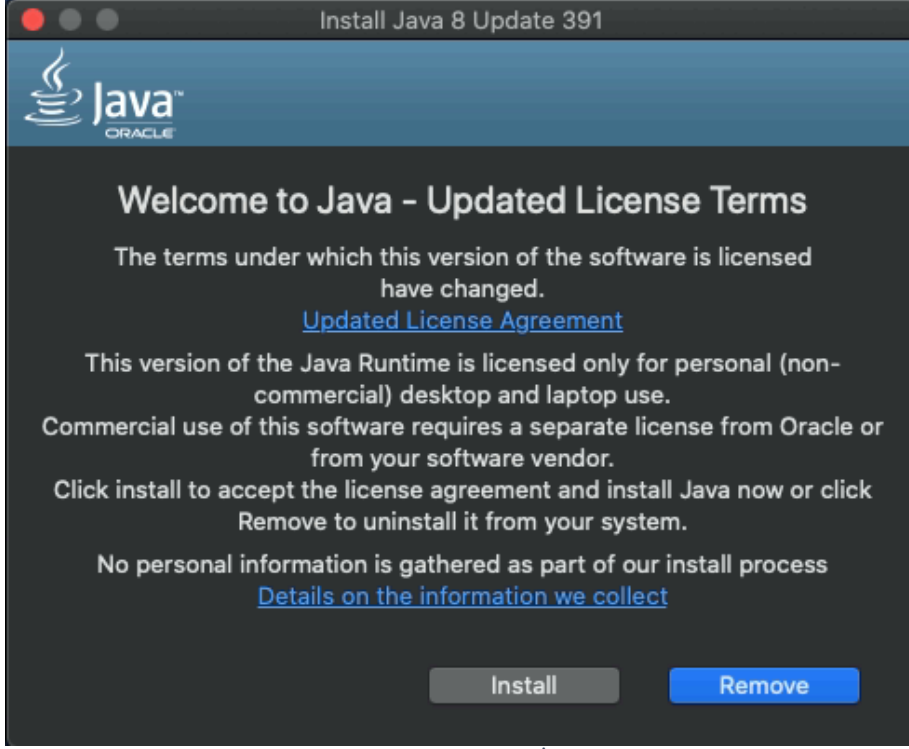 Install Java 8 Update 391
Java™
ORACLE
Welcome to Java - Updated License Terms
The terms under which this version of the software is licensed
have changed.
Updated License Agreement
This version of the Java Runtime is licensed only for personal (non-
commercial) desktop and laptop use.
Commercial use of this software requires a separate license from Oracle or
from your software vendor.
Click install to accept the license agreement and install Java now or click
Remove to uninstall it from your system.
No personal information is gathered as part of our install process
Details on the information we collect
Install
Remove